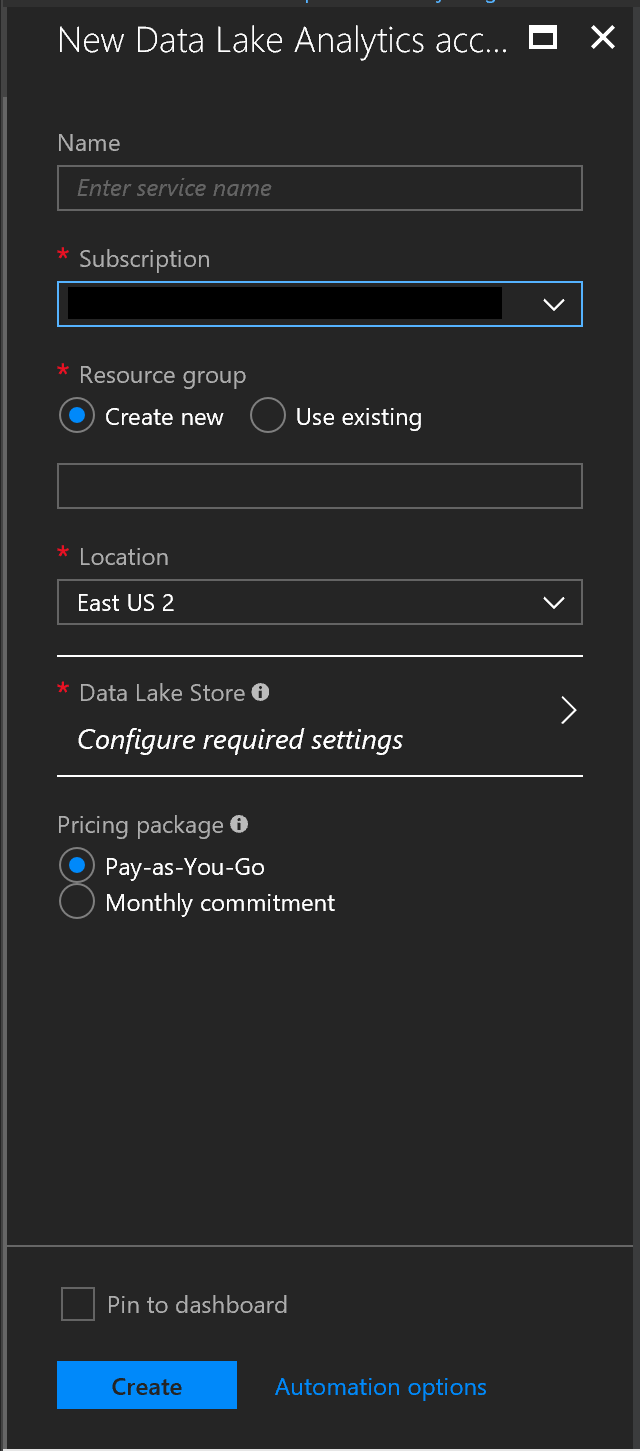 New Data Lake Analytics acc...
Name
Enter service name
* Subscription
* Resource group
Create new Use existing
* Location
East US 2
* Data Lake Store
Configure required settings
Pricing package
Pay-as-You-Go
Monthly commitment
Pin to dashboard
Create Automation options